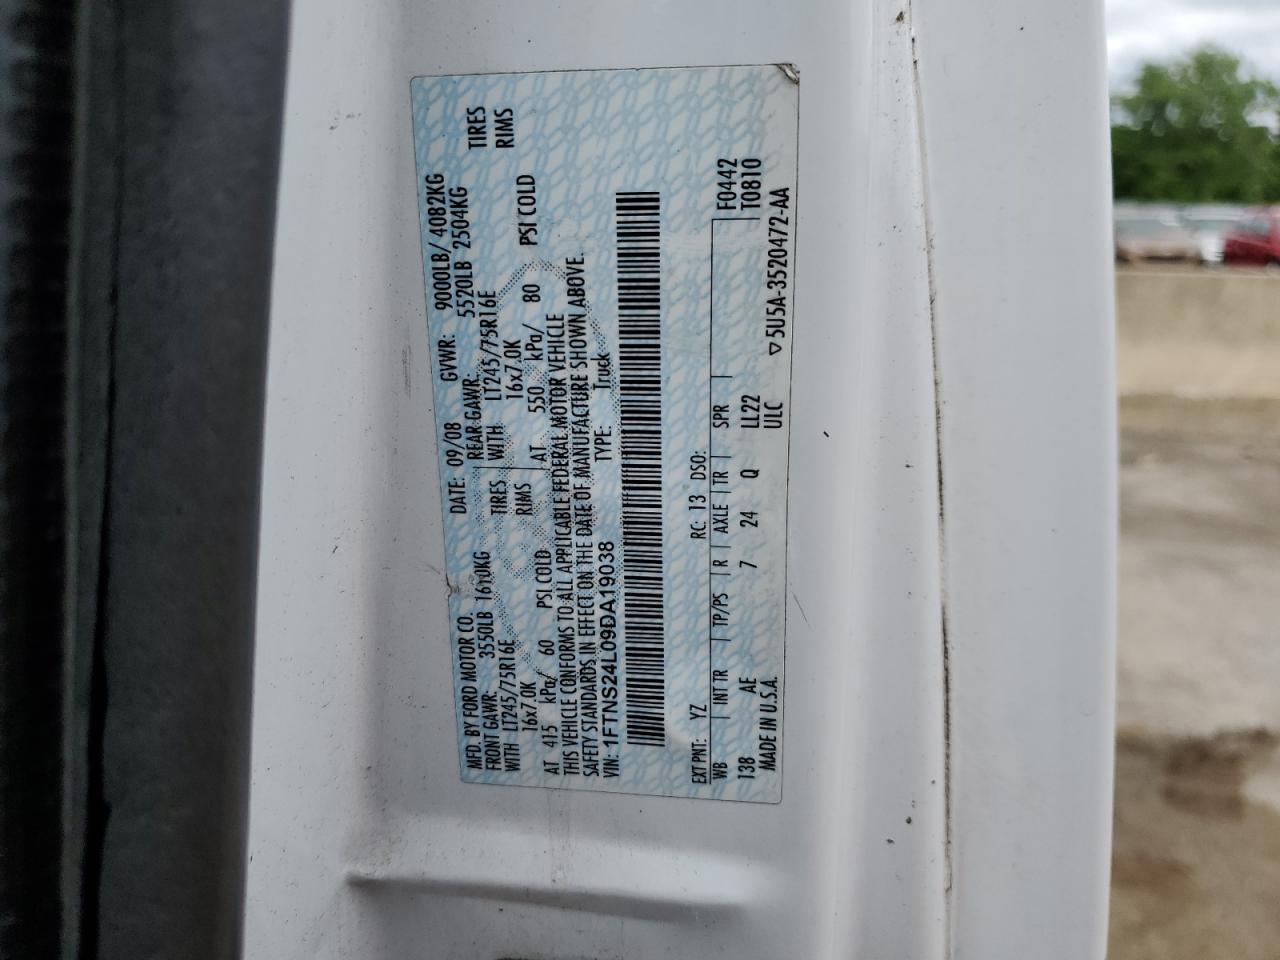 MFD. BY FORD MOTOR CO.
DATE: 09/08 GVWR: 9000LB/ 4082KG
FRONT GAWR: 3550LB 1610KG REAR GAWR: 5520LB 2504KG
WITH LT245/75R16E TIRES WITH LT245/75R16E TIRES
16x7.0K RIMS 16x7.0K RIMS
AT 415 kPa/ 60 PSI COLD AT 550 kPa/ 80 PSI COLD
THIS VEHICLE CONFORMS TO ALL APPLICABLE FEDERAL MOTOR VEHICLE
SAFETY STANDARDS IN EFFECT ON THE DATE OF MANUFACTURE SHOWN ABOVE.
VIN: 1FTNS24L09DA19038 TYPE: Truck
EXT PNT: YZ RC: 13 DSO: F0442
WB INT TR TP/PS R AXLE TR SPR T0810
138 AE 7 24 Q LL22
MADE IN U.S.A. ULC
▽5U5A-3520472-AA